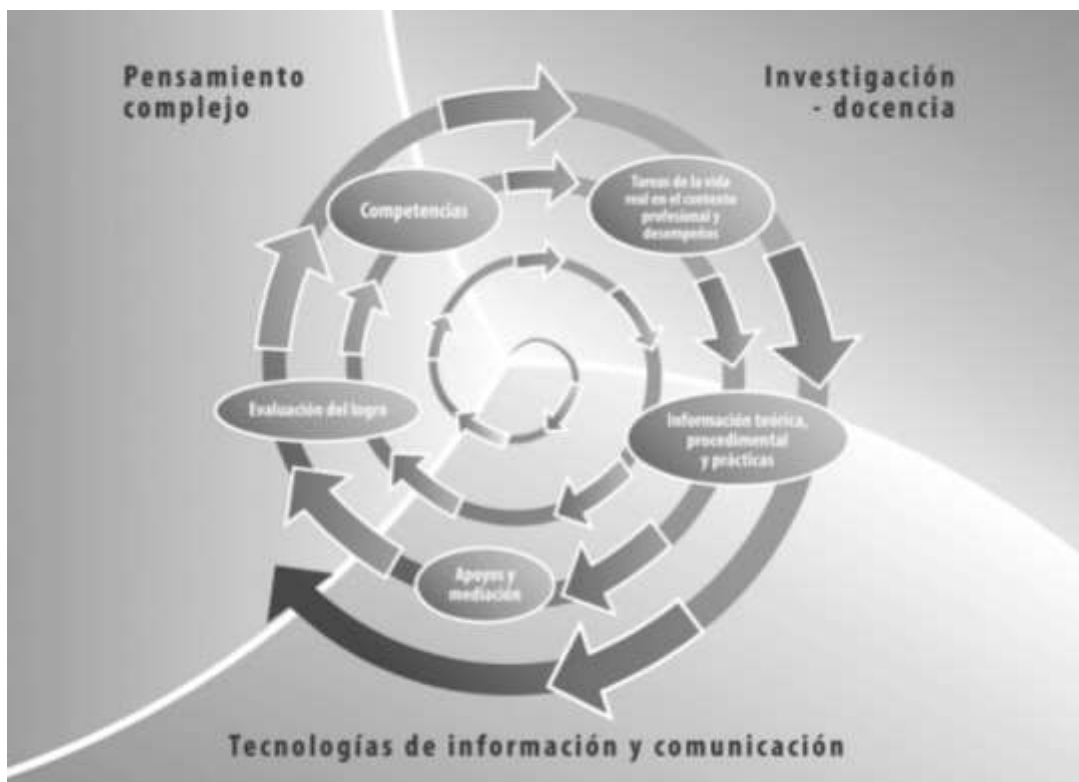 Pensamiento
complejo
Investigación
- docencia
Competencias
Tareas de la vida
real en el contexto
profesional y
desempeños
Evaluación del logro
Información teórica,
procedimental
y prácticas
Apoyos y
mediación
Tecnologías de información y comunicación